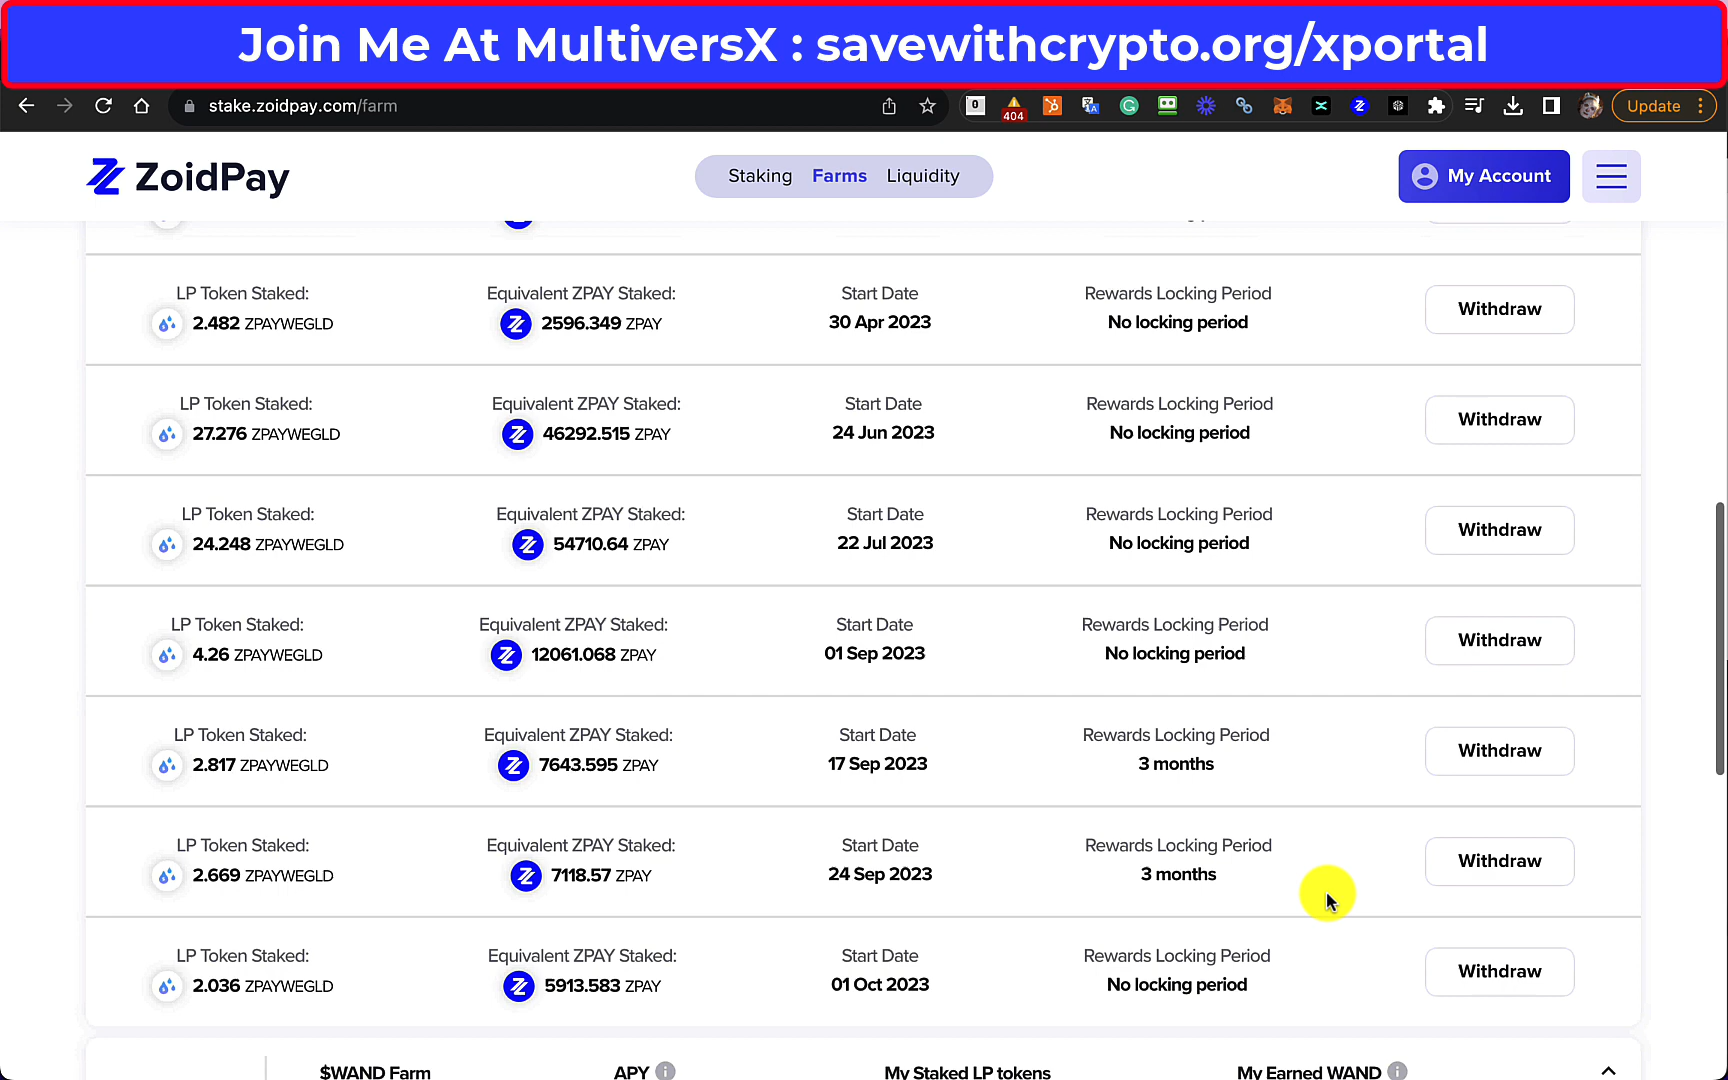 Join Me At MultiversX : savewithcrypto.org/xportal
stake.zoidpay.com/farm
0
404
Update
ZoidPay
Staking Farms Liquidity
My Account
LP Token Staked: Equivalent ZPAY Staked: Start Date Rewards Locking Period
2.482 ZPAYWEGLD 2596.349 ZPAY 30 Apr 2023 No locking period Withdraw
LP Token Staked: Equivalent ZPAY Staked: Start Date Rewards Locking Period
27.276 ZPAYWEGLD 46292.515 ZPAY 24 Jun 2023 No locking period Withdraw
LP Token Staked: Equivalent ZPAY Staked: Start Date Rewards Locking Period
24.248 ZPAYWEGLD 54710.64 ZPAY 22 Jul 2023 No locking period Withdraw
LP Token Staked: Equivalent ZPAY Staked: Start Date Rewards Locking Period
4.26 ZPAYWEGLD 12061.068 ZPAY 01 Sep 2023 No locking period Withdraw
LP Token Staked: Equivalent ZPAY Staked: Start Date Rewards Locking Period
2.817 ZPAYWEGLD 7643.595 ZPAY 17 Sep 2023 3 months Withdraw
LP Token Staked: Equivalent ZPAY Staked: Start Date Rewards Locking Period
2.669 ZPAYWEGLD 7118.57 ZPAY 24 Sep 2023 3 months Withdraw
LP Token Staked: Equivalent ZPAY Staked: Start Date Rewards Locking Period
2.036 ZPAYWEGLD 5913.583 ZPAY 01 Oct 2023 No locking period Withdraw
$WAND Farm APY My Staked LP tokens My Earned WAND